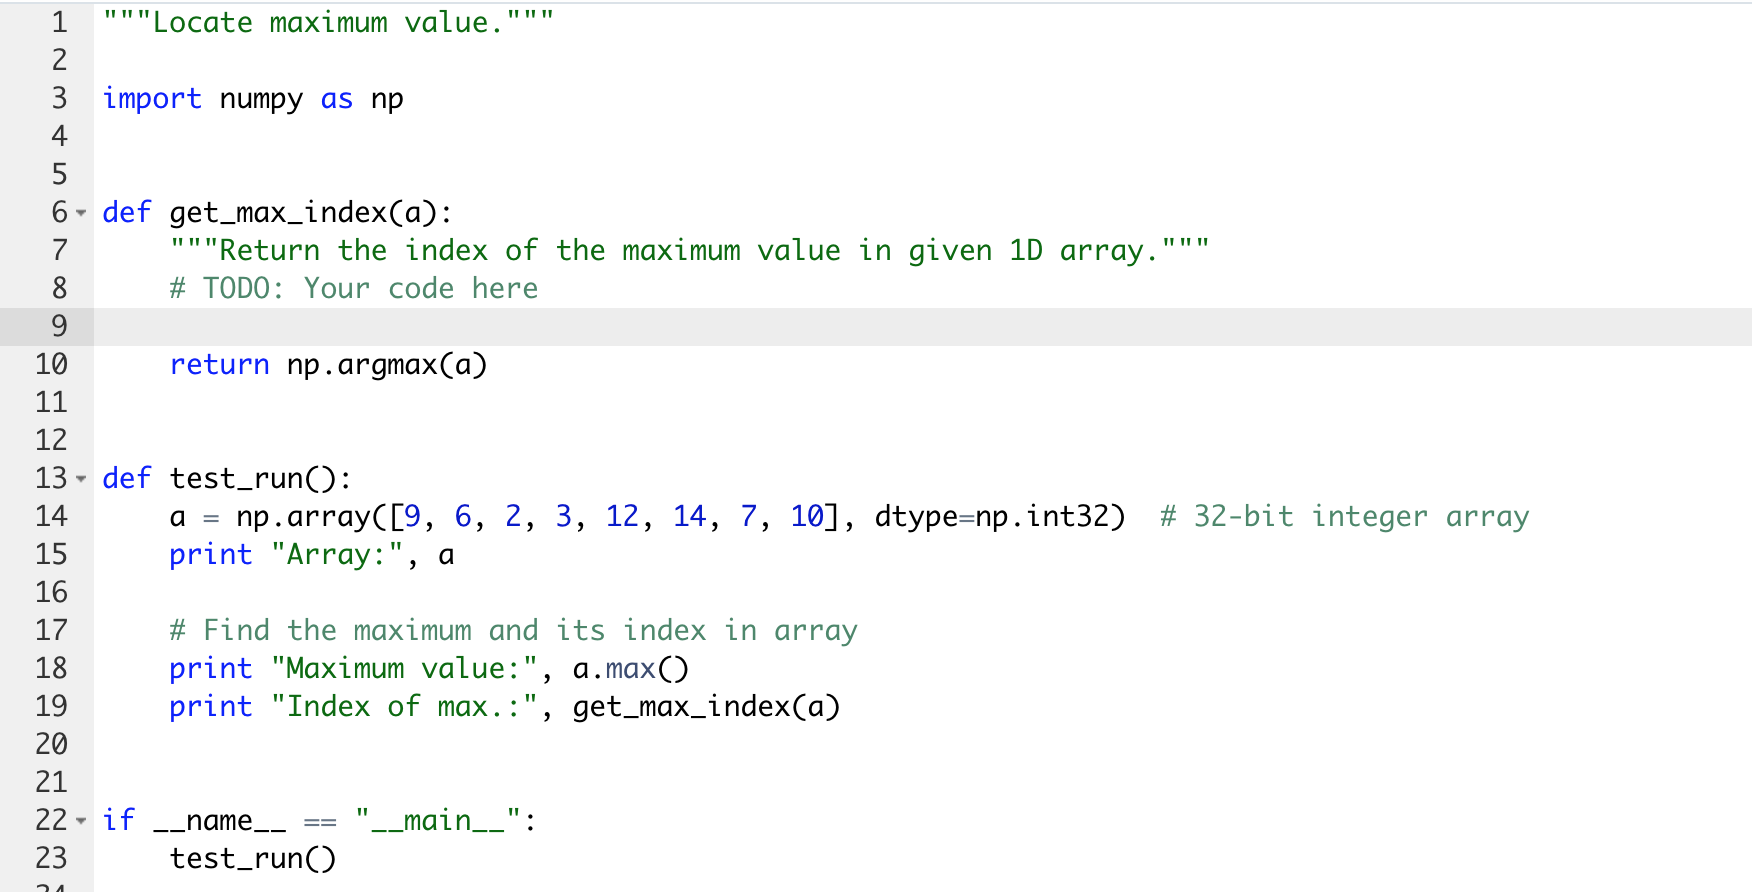 1 """Locate maximum value."""
2
3 import numpy as np
4
5
6 def get_max_index(a):
7     """Return the index of the maximum value in given 1D array."""
8     # TODO: Your code here
9
10     return np.argmax(a)
11
12
13 def test_run():
14     a = np.array([9, 6, 2, 3, 12, 14, 7, 10], dtype=np.int32)  # 32-bit integer array
15     print "Array:", a
16
17     # Find the maximum and its index in array
18     print "Maximum value:", a.max()
19     print "Index of max.:", get_max_index(a)
20
21
22 if __name__ == "__main__":
23     test_run()